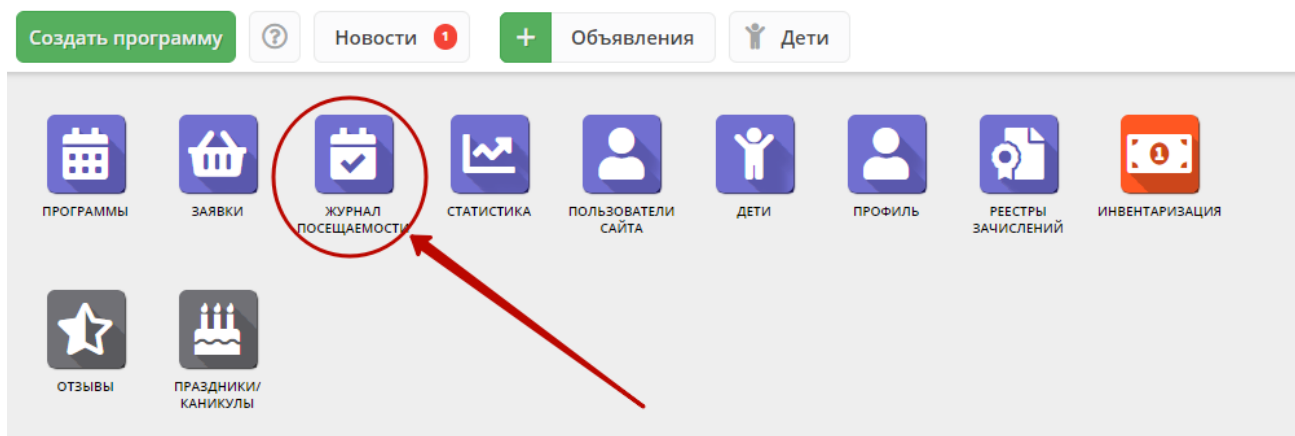 Создать программу
?
Новости 1
+ Объявления
Дети
ПРОГРАММЫ
ЗАЯВКИ
ЖУРНАЛ
ПОСЕЩАЕМОСТИ
СТАТИСТИКА
ПОЛЬЗОВАТЕЛИ
САЙТА
ДЕТИ
ПРОФИЛЬ
РЕЕСТРЫ
ЗАЧИСЛЕНИЙ
1
ИНВЕНТАРИЗАЦИЯ
ОТЗЫВЫ
ПРАЗДНИКИ/
КАНИКУЛЫ